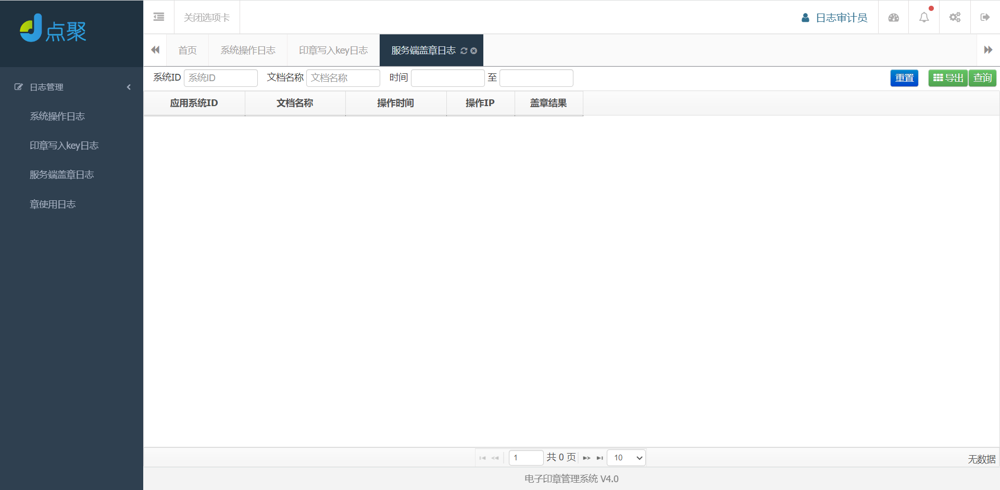 点聚
关闭选项卡
日志审计员
首页
系统操作日志
印章写入key日志
服务端盖章日志
日志管理
系统操作日志
印章写入key日志
服务端盖章日志
章使用日志
系统ID 系统ID 文档名称 文档名称 时间 至
重置 导出 查询
应用系统ID 文档名称 操作时间 操作IP 盖章结果
1 共 0 页 10
无数据
电子印章管理系统 V4.0